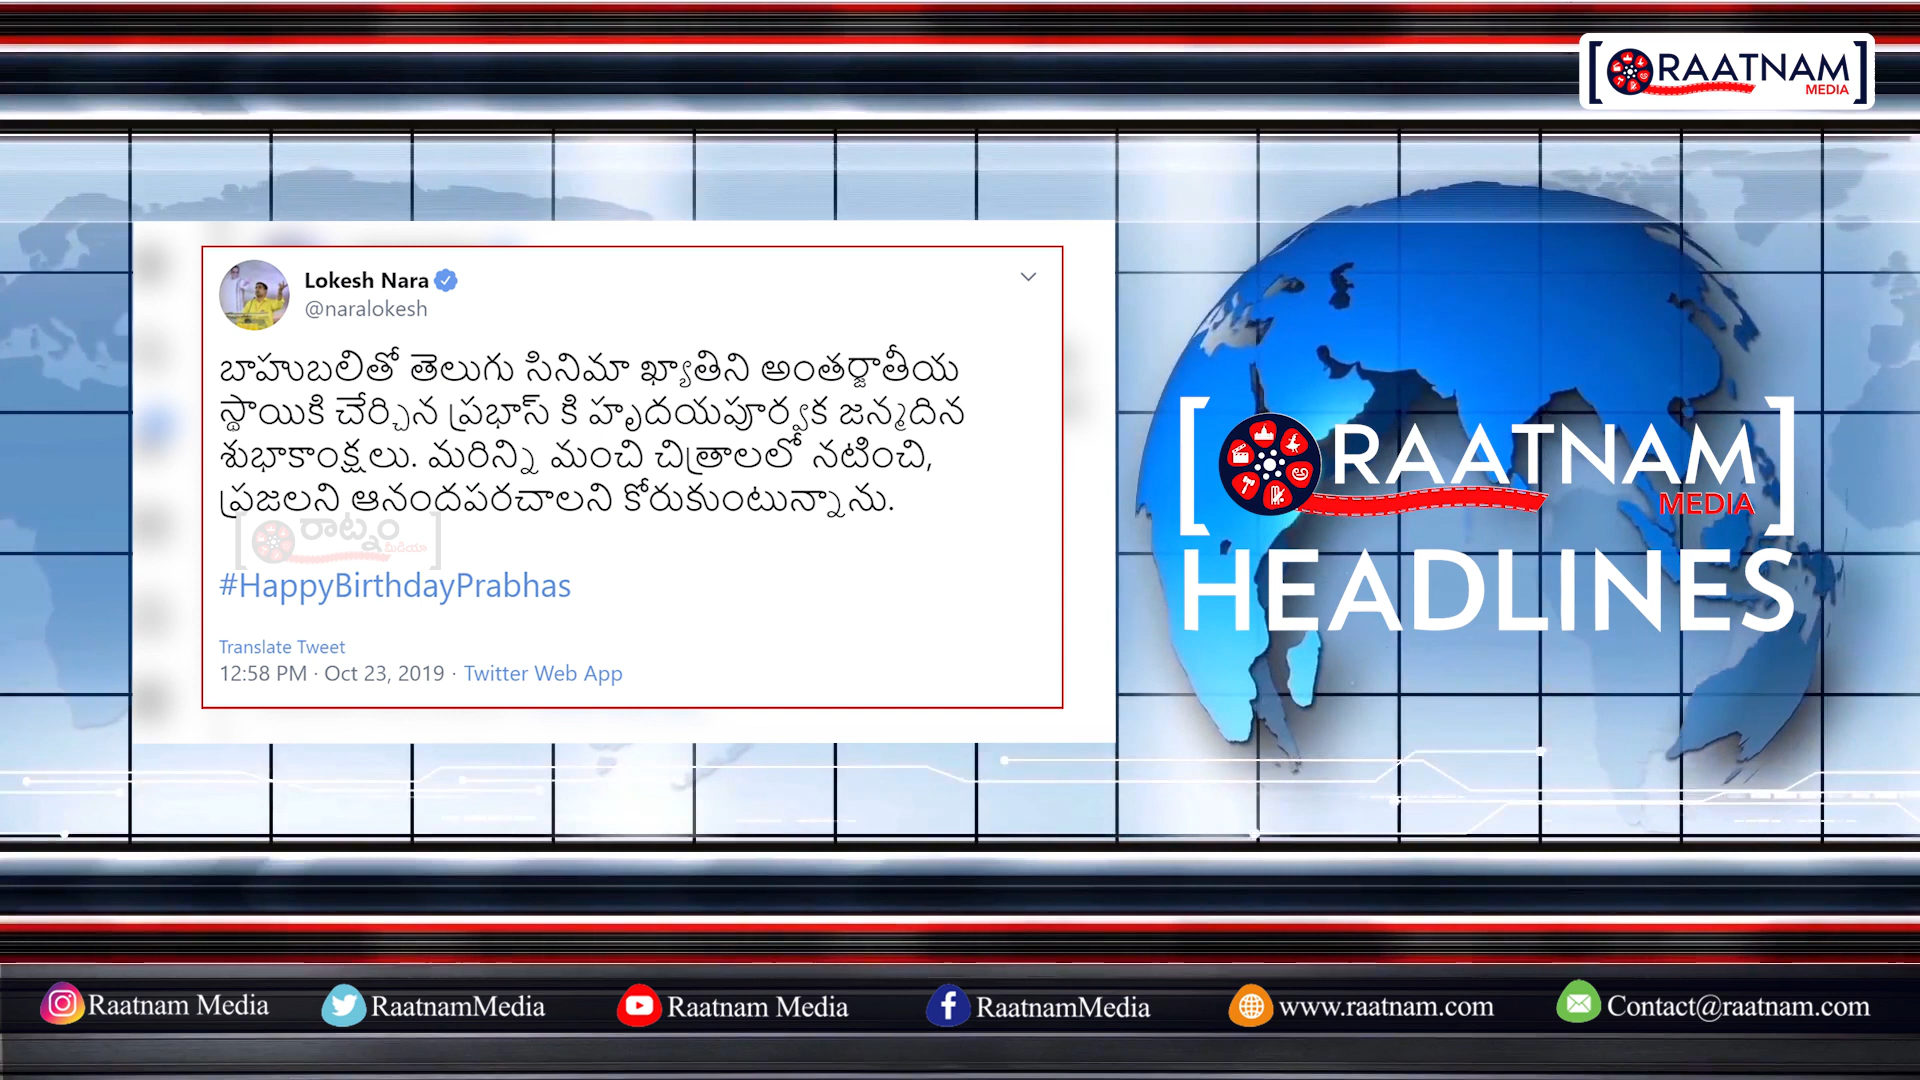 RAATNAM
MEDIA
Lokesh Nara
@naralokesh
బాహుబలితో తెలుగు సినిమా ఖ్యాతిని అంతర్జాతీయ
స్థాయికి చేర్చిన ప్రభాస్ కి హృదయపూర్వక జన్మదిన
శుభాకాంక్షలు. మరిన్ని మంచి చిత్రాలలో నటించి,
ప్రజలని ఆనందపరచాలని కోరుకుంటున్నాను.
రాట్నం
మీడియా
#HappyBirthdayPrabhas
Translate Tweet
12:58 PM · Oct 23, 2019 · Twitter Web App
RAATNAM
MEDIA
HEADLINES
Raatnam Media
RaatnamMedia
Raatnam Media
RaatnamMedia
www.raatnam.com
Contact@raatnam.com